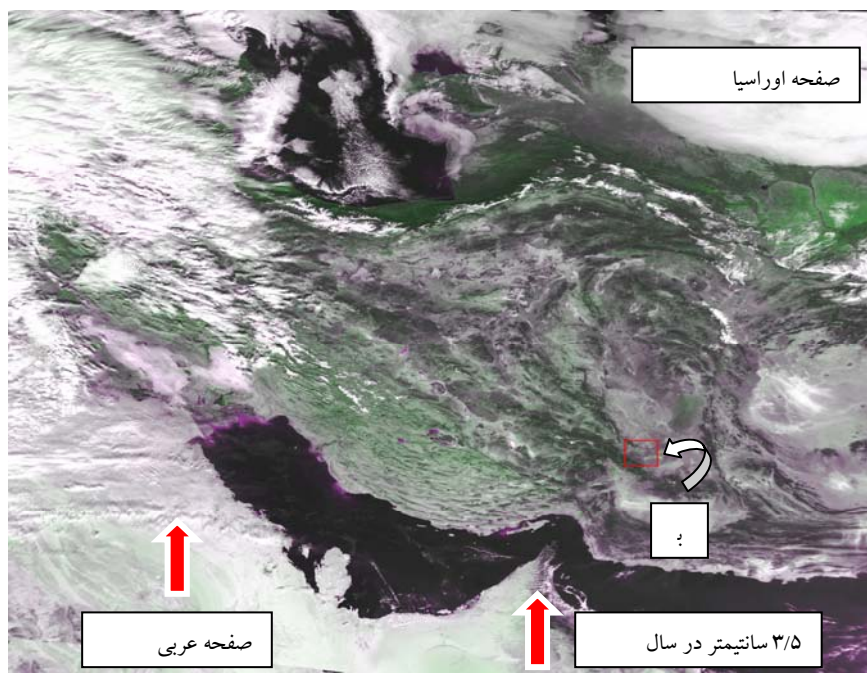 صفحه اوراسیا
ب
صفحه عربی
۳/۵ سانتیمتر در سال